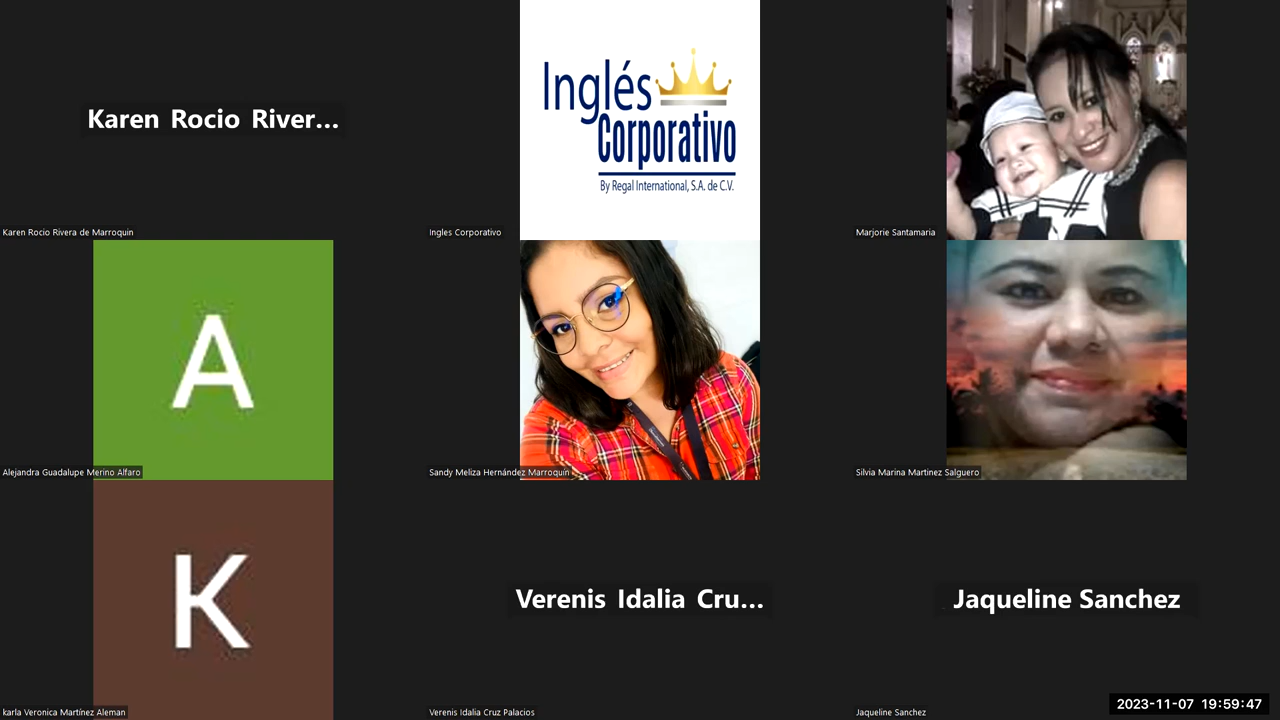 Karen Rocio River...
Karen Rocio Rivera de Marroquin
Inglés
Corporativo
By Regal International, S.A. de C.V.
Ingles Corporativo
Marjorie Santamaria
A
Alejandra Guadalupe Merino Alfaro
Sandy Meliza Hernández Marroquin
Silvia Marina Martinez Salguero
K
karla Veronica Martínez Aleman
Verenis Idalia Cru...
Verenis Idalia Cruz Palacios
Jaqueline Sanchez
Jaqueline Sanchez
2023-11-07 19:59:47